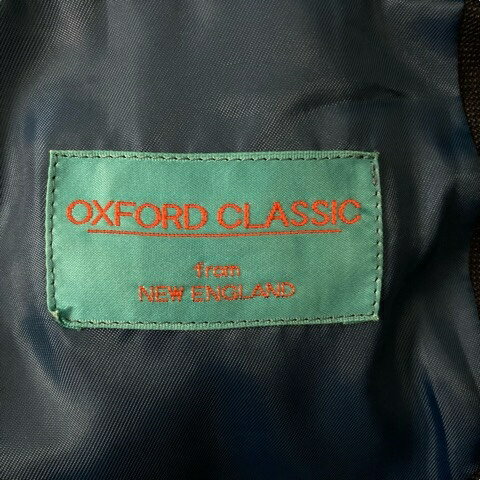 OXFORD CLASSIC
from
NEW ENGLAND